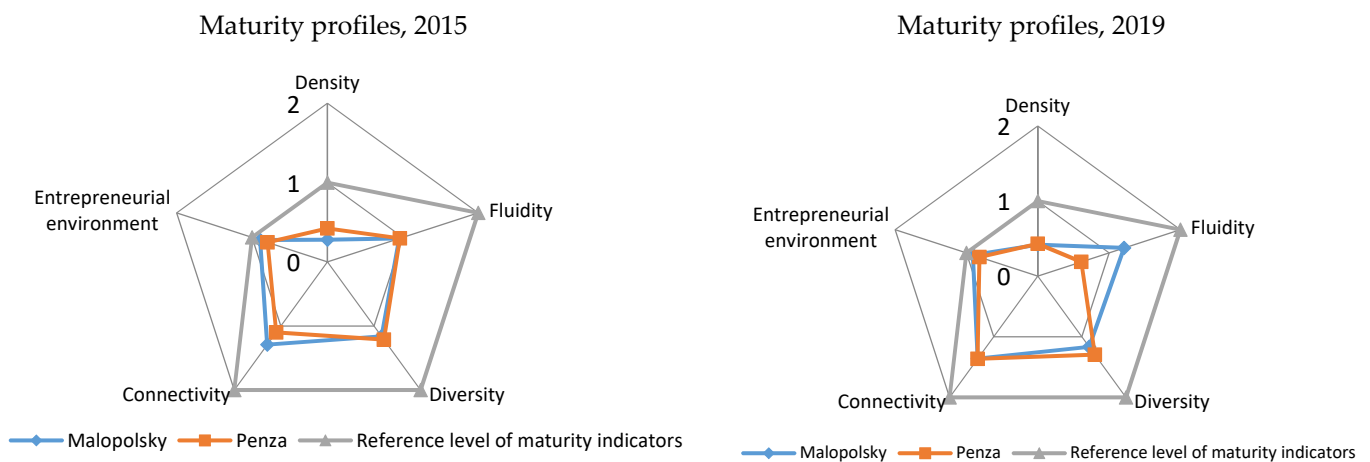 Maturity profiles, 2015
Density
2
1
0
Fluidity
Entrepreneurial
environment
Connectivity
Diversity
Malopolsky Penza Reference level of maturity indicators
Maturity profiles, 2019
Density
2
1
0
Fluidity
Entrepreneurial
environment
Connectivity
Diversity
Malopolsky Penza Reference level of maturity indicators